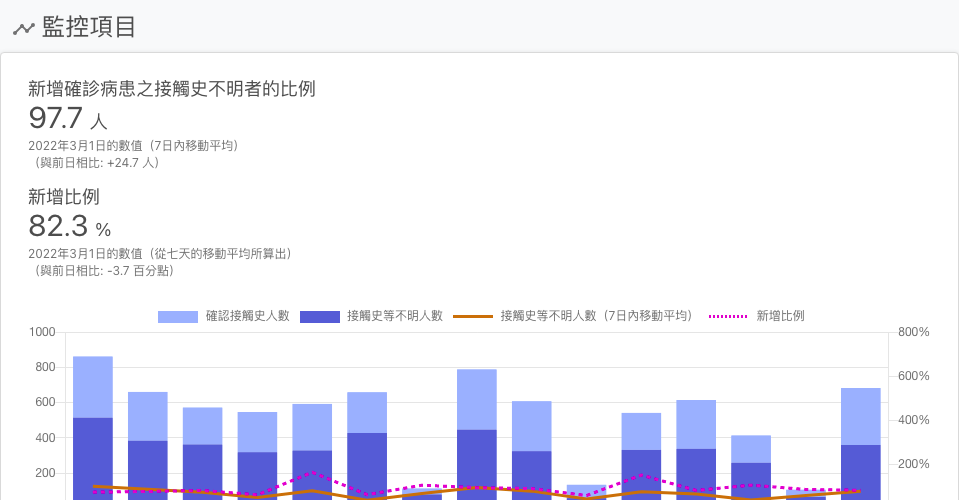 監控項目
新增確診病患之接觸史不明者的比例
97.7 人
2022年3月1日的數值（7日內移動平均）
（與前日相比: +24.7 人）
新增比例
82.3 %
2022年3月1日的數值（從七天的移動平均所算出）
（與前日相比: -3.7 百分點）
確認接觸史人數 接觸史等不明人數 接觸史等不明人數（7日內移動平均） 新增比例
1000 800%
800
600%
600
400%
400
200%
200